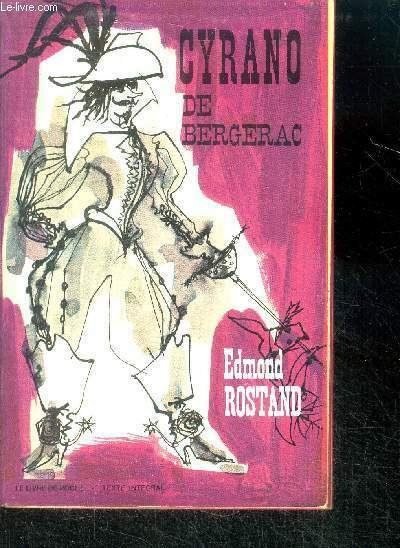 Le-livre.com
CYRANO
DE
BERGERAC
Edmond
ROSTAND
LE LIVRE DE POCHE - TEXTE INTEGRAL